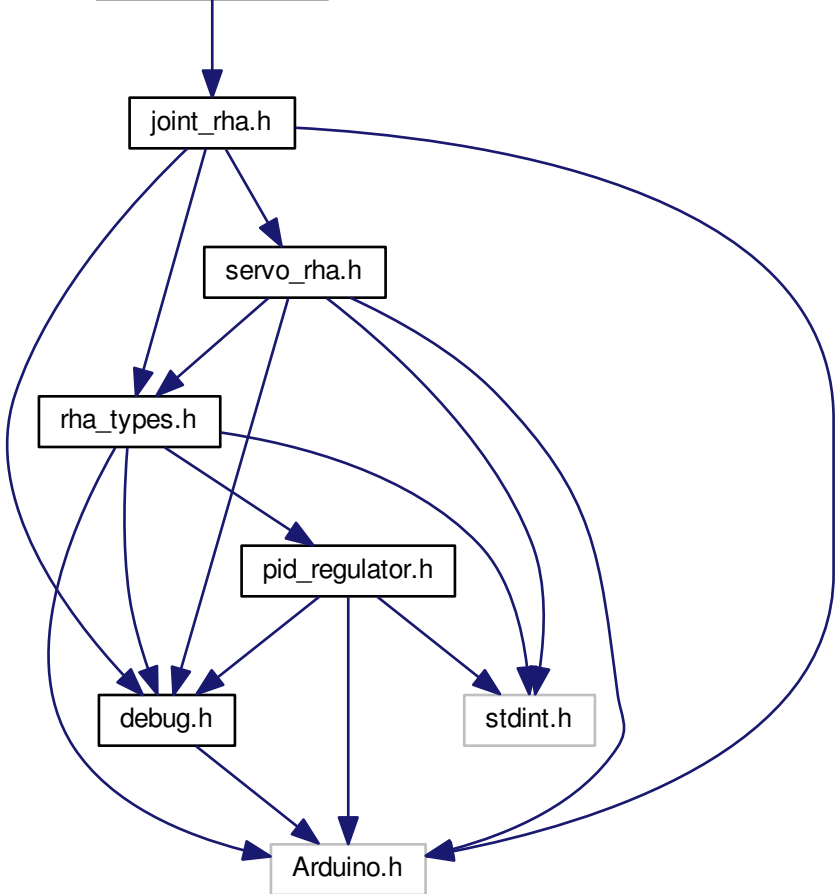 joint_rha.h
servo_rha.h
rha_types.h
pid_regulator.h
debug.h
stdint.h
Arduino.h